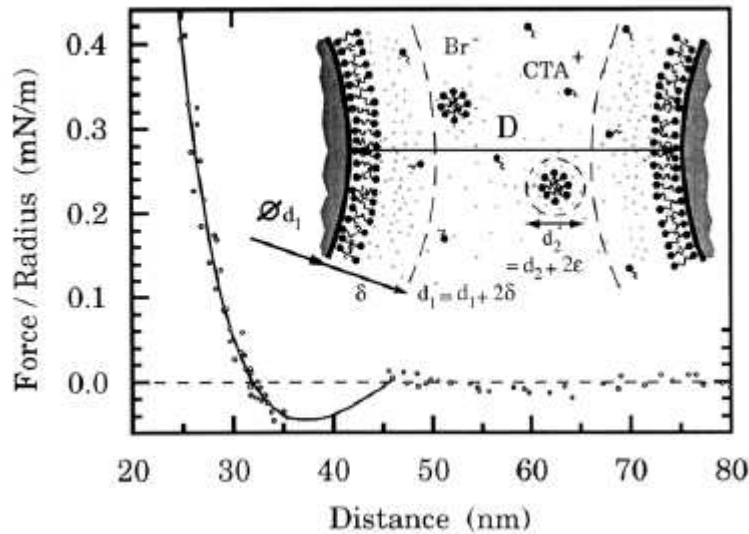 0.4
0.3
0.2
0.1
0.0
Force / Radius (mN/m)
Br⁻
CTA⁺
D
Ø d₁
δ
d₁* = d₁ + 2δ
d₂*
= d₂ + 2ε
20 30 40 50 60 70 80
Distance (nm)